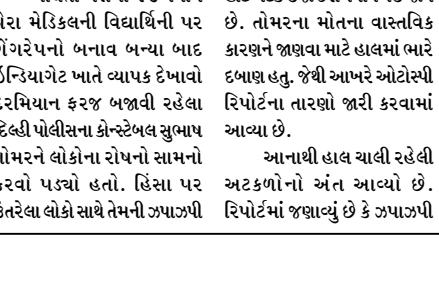 મેડિકલની વિદ્યાર્થિની પર
ગેંગરેપનો બનાવ બન્યા બાદ
ઇન્ડિયાગેટ ખાતે વ્યાપક દેખાવો
દરમિયાન ફરજ બજાવી રહેલા
દિલ્હી પોલીસના કોન્સ્ટેબલ સુભાષ
તોમરને લોકોના રોષનો સામનો
કરવો પડ્યો હતો. હિંસા પર
ઉતરેલા લોકો સાથે તેમની ઝપાઝપી
છે. તોમરના મોતના વાસ્તવિક
કારણને જાણવા માટે હાલમાં ભારે
દબાણ હતુ. જેથી આખરે ઓટોસ્પી
રિપોર્ટના તારણો જારી કરવામાં
આવ્યા છે.
આનાથી હાલ ચાલી રહેલી
અટકળોનો અંત આવ્યો છે.
રિપોર્ટમાં જણાવ્યું છે કે ઝપાઝપી